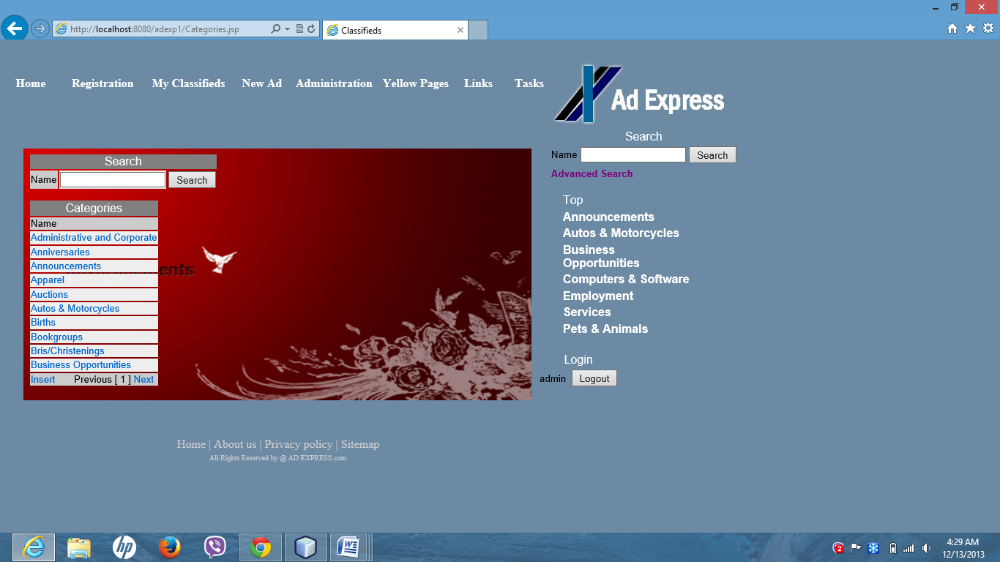 http://localhost:8080/adexp1/Categories.jsp
Classifieds
Home Registration My Classifieds New Ad Administration Yellow Pages Links Tasks
Ad Express
Search
Name Search
Advanced Search
Search
Name Search
Categories
Name
Administrative and Corporate
Anniversaries
Announcements
Apparel
Auctions
Autos & Motorcycles
Births
Bookgroups
Bris/Christenings
Business Opportunities
Insert Previous [ 1 ] Next
Top
Announcements
Autos & Motorcycles
Business
Opportunities
Computers & Software
Employment
Services
Pets & Animals
Login
admin Logout
Home | About us | Privacy policy | Sitemap
All Rights Reserved by @ AD EXPRESS.com
hp
2
4:29 AM
12/13/2013